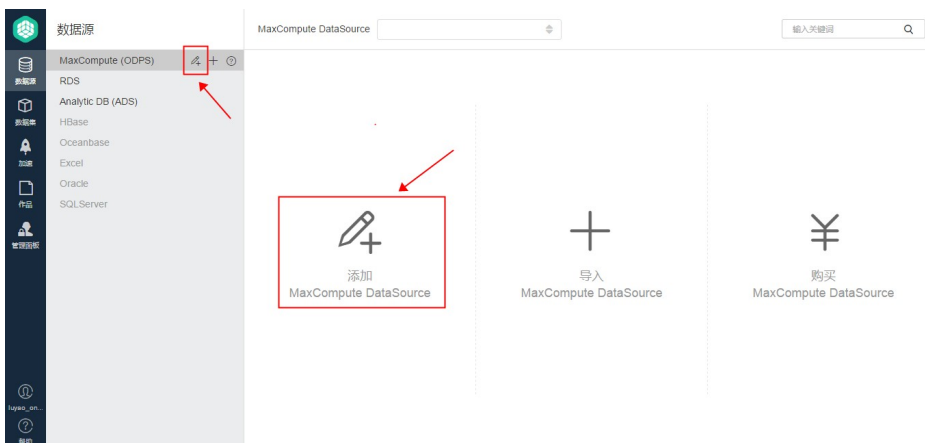 数据源
MaxCompute DataSource
输入关键词
数据源
数据集
加速
作品
管理面板
luyao_on...
帮助
MaxCompute (ODPS)
RDS
Analytic DB (ADS)
HBase
Oceanbase
Excel
Oracle
SQLServer
添加
MaxCompute DataSource
导入
MaxCompute DataSource
购买
MaxCompute DataSource